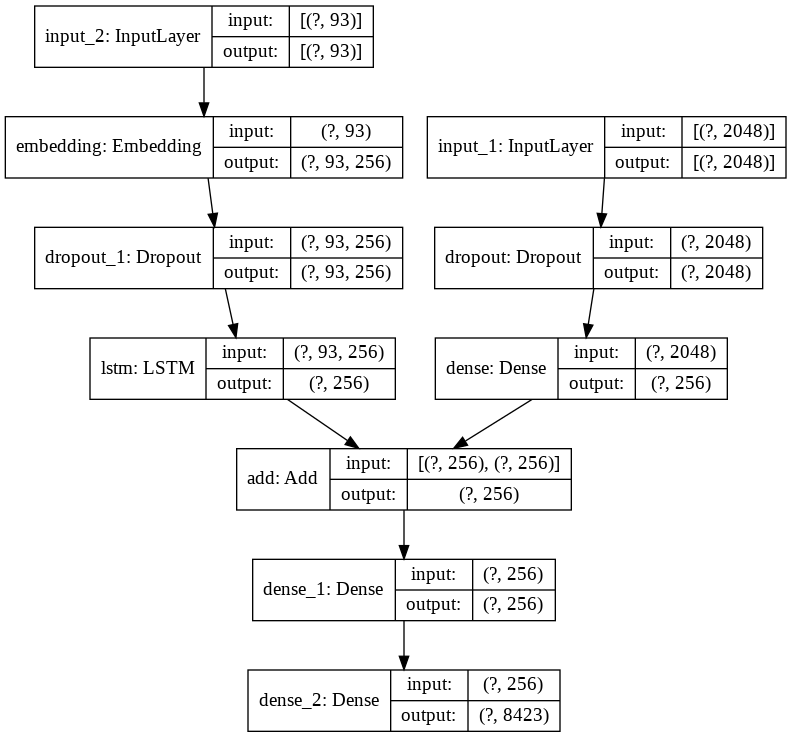 input_2: InputLayer
input: [(?, 93)]
output: [(?, 93)]
embedding: Embedding
input: (?, 93)
output: (?, 93, 256)
input_1: InputLayer
input: [(?, 2048)]
output: [(?, 2048)]
dropout_1: Dropout
input: (?, 93, 256)
output: (?, 93, 256)
dropout: Dropout
input: (?, 2048)
output: (?, 2048)
lstm: LSTM
input: (?, 93, 256)
output: (?, 256)
dense: Dense
input: (?, 2048)
output: (?, 256)
add: Add
input: [(?, 256), (?, 256)]
output: (?, 256)
dense_1: Dense
input: (?, 256)
output: (?, 256)
dense_2: Dense
input: (?, 256)
output: (?, 8423)